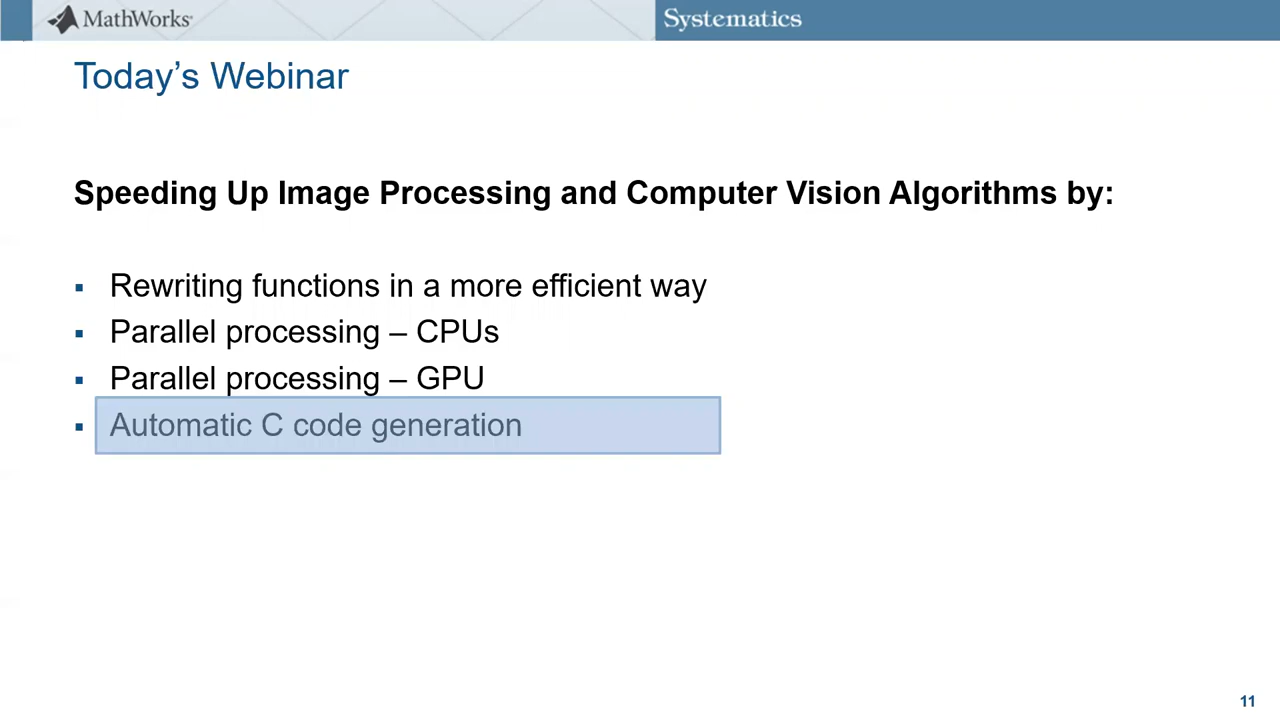 MathWorks
Systematics
Today's Webinar
Speeding Up Image Processing and Computer Vision Algorithms by:
▪ Rewriting functions in a more efficient way
▪ Parallel processing – CPUs
▪ Parallel processing – GPU
▪ Automatic C code generation
11